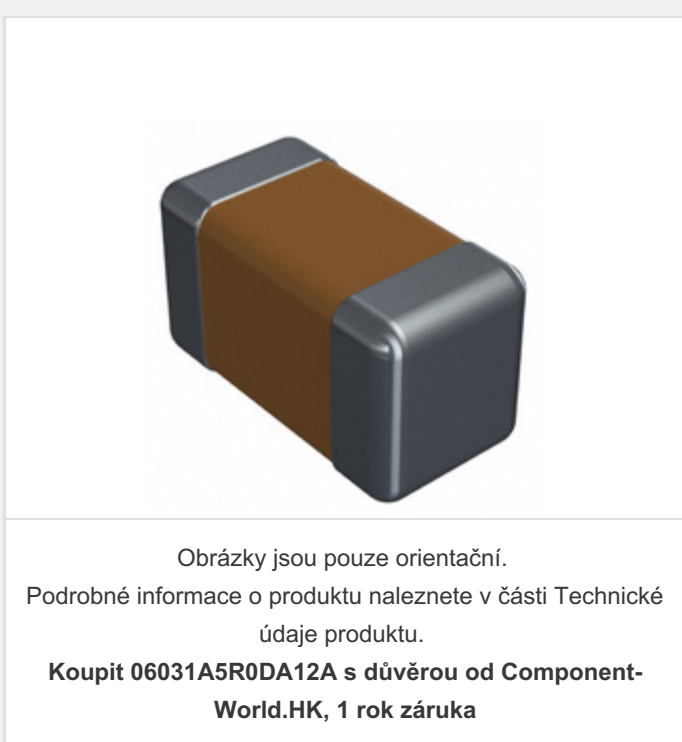 Obrázky jsou pouze orientační.
Podrobné informace o produktu naleznete v části Technické
údaje produktu.
Koupit 06031A5R0DA12A s důvěrou od Component-
World.HK, 1 rok záruka